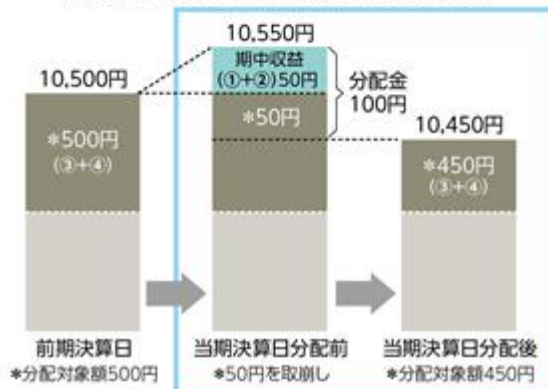 10,550円
期中収益
(①+②)50円
分配金
100円
10,500円
*50円
10,450円
*500円
(③+④)
*450円
(③+④)
前期決算日
*分配対象額500円
当期決算日分配前
*50円を取崩し
当期決算日分配後
*分配対象額450円